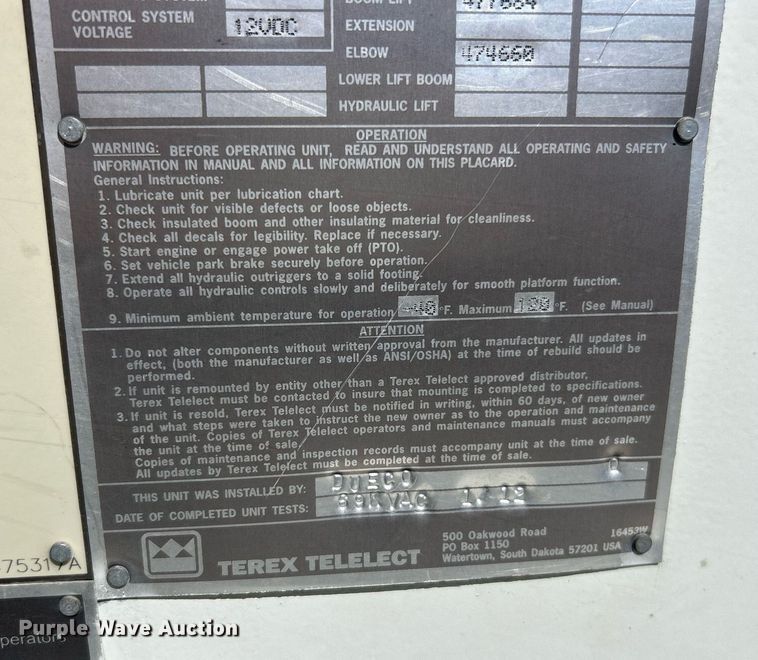 CONTROL SYSTEM
VOLTAGE
12VDC
BOOM LIFT 477684
EXTENSION
ELBOW 474660
LOWER LIFT BOOM
HYDRAULIC LIFT
OPERATION
WARNING: BEFORE OPERATING UNIT, READ AND UNDERSTAND ALL OPERATING AND SAFETY
INFORMATION IN MANUAL AND ALL INFORMATION ON THIS PLACARD.
General Instructions:
1. Lubricate unit per lubrication chart.
2. Check unit for visible defects or loose objects.
3. Check insulated boom and other insulating material for cleanliness.
4. Check all decals for legibility. Replace if necessary.
5. Start engine or engage power take off (PTO).
6. Set vehicle park brake securely before operation.
7. Extend all hydraulic outriggers to a solid footing.
8. Operate all hydraulic controls slowly and deliberately for smooth platform function.
9. Minimum ambient temperature for operation -40 °F. Maximum 120 °F. (See Manual)
ATTENTION
1. Do not alter components without written approval from the manufacturer. All updates in
effect, (both the manufacturer as well as ANSI/OSHA) at the time of rebuild should be
performed.
2. If unit is remounted by entity other than a Terex Telelect approved distributor,
Terex Telelect must be contacted to insure that mounting is completed to specifications.
3. If unit is resold, Terex Telelect must be notified in writing, within 60 days, of new owner
and what steps were taken to instruct the new owner as to the operation and maintenance
of the unit. Copies of Terex Telelect operators and maintenance manuals must accompany
the unit at time of sale.
Copies of maintenance and inspection records must accompany unit at time of sale.
All updates by Terex Telelect must be completed at time of sale.
THIS UNIT WAS INSTALLED BY: DUECO 0
DATE OF COMPLETED UNIT TESTS: 69KVAC
TEREX TELELECT
500 Oakwood Road
PO Box 1150
Watertown, South Dakota 57201 USA
16453W
75317A
perators
Purple Wave Auction